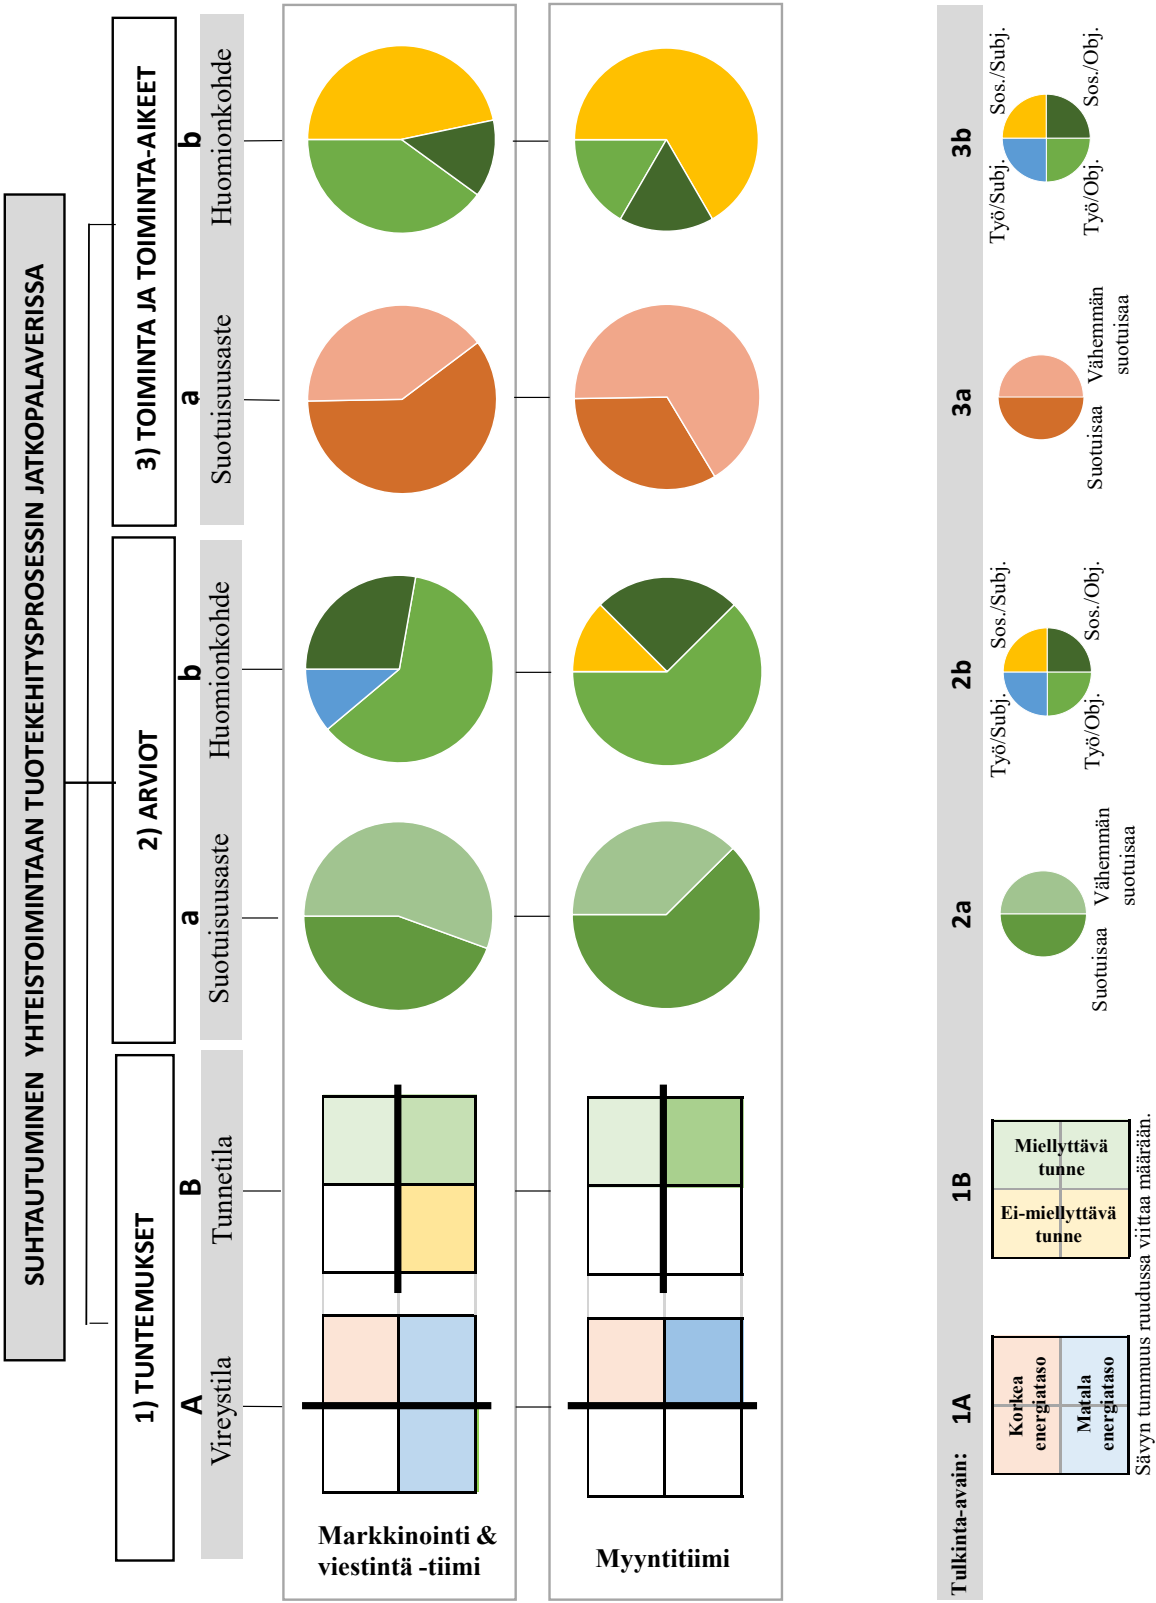 SUHTAUTUMINEN YHTEISTOIMINTAAN TUOTEKEHITYSPROSESSIN JATKOPALAVERISSA
1) TUNTEMUKSET
2) ARVIOT
3) TOIMINTA JA TOIMINTA-AIKEET
A
B
a
b
a
b
Vireystila
Tunnetila
Suotuisuusaste
Huomionkohde
Suotuisuusaste
Huomionkohde
Markkinointi &
viestintä -tiimi
Myyntitiimi
Tulkinta-avain:
1A
1B
2a
2b
3a
3b
Korkea
energiataso
Matala
energiataso
Miellyttävä
tunne
Ei-miellyttävä
tunne
Sävyn tummuus ruudussa viittaa määrään.
Suotuisaa
Vähemmän
suotuisaa
Työ/Subj.
Sos./Subj.
Työ/Obj.
Sos./Obj.
Suotuisaa
Vähemmän
suotuisaa
Työ/Subj.
Sos./Subj.
Työ/Obj.
Sos./Obj.